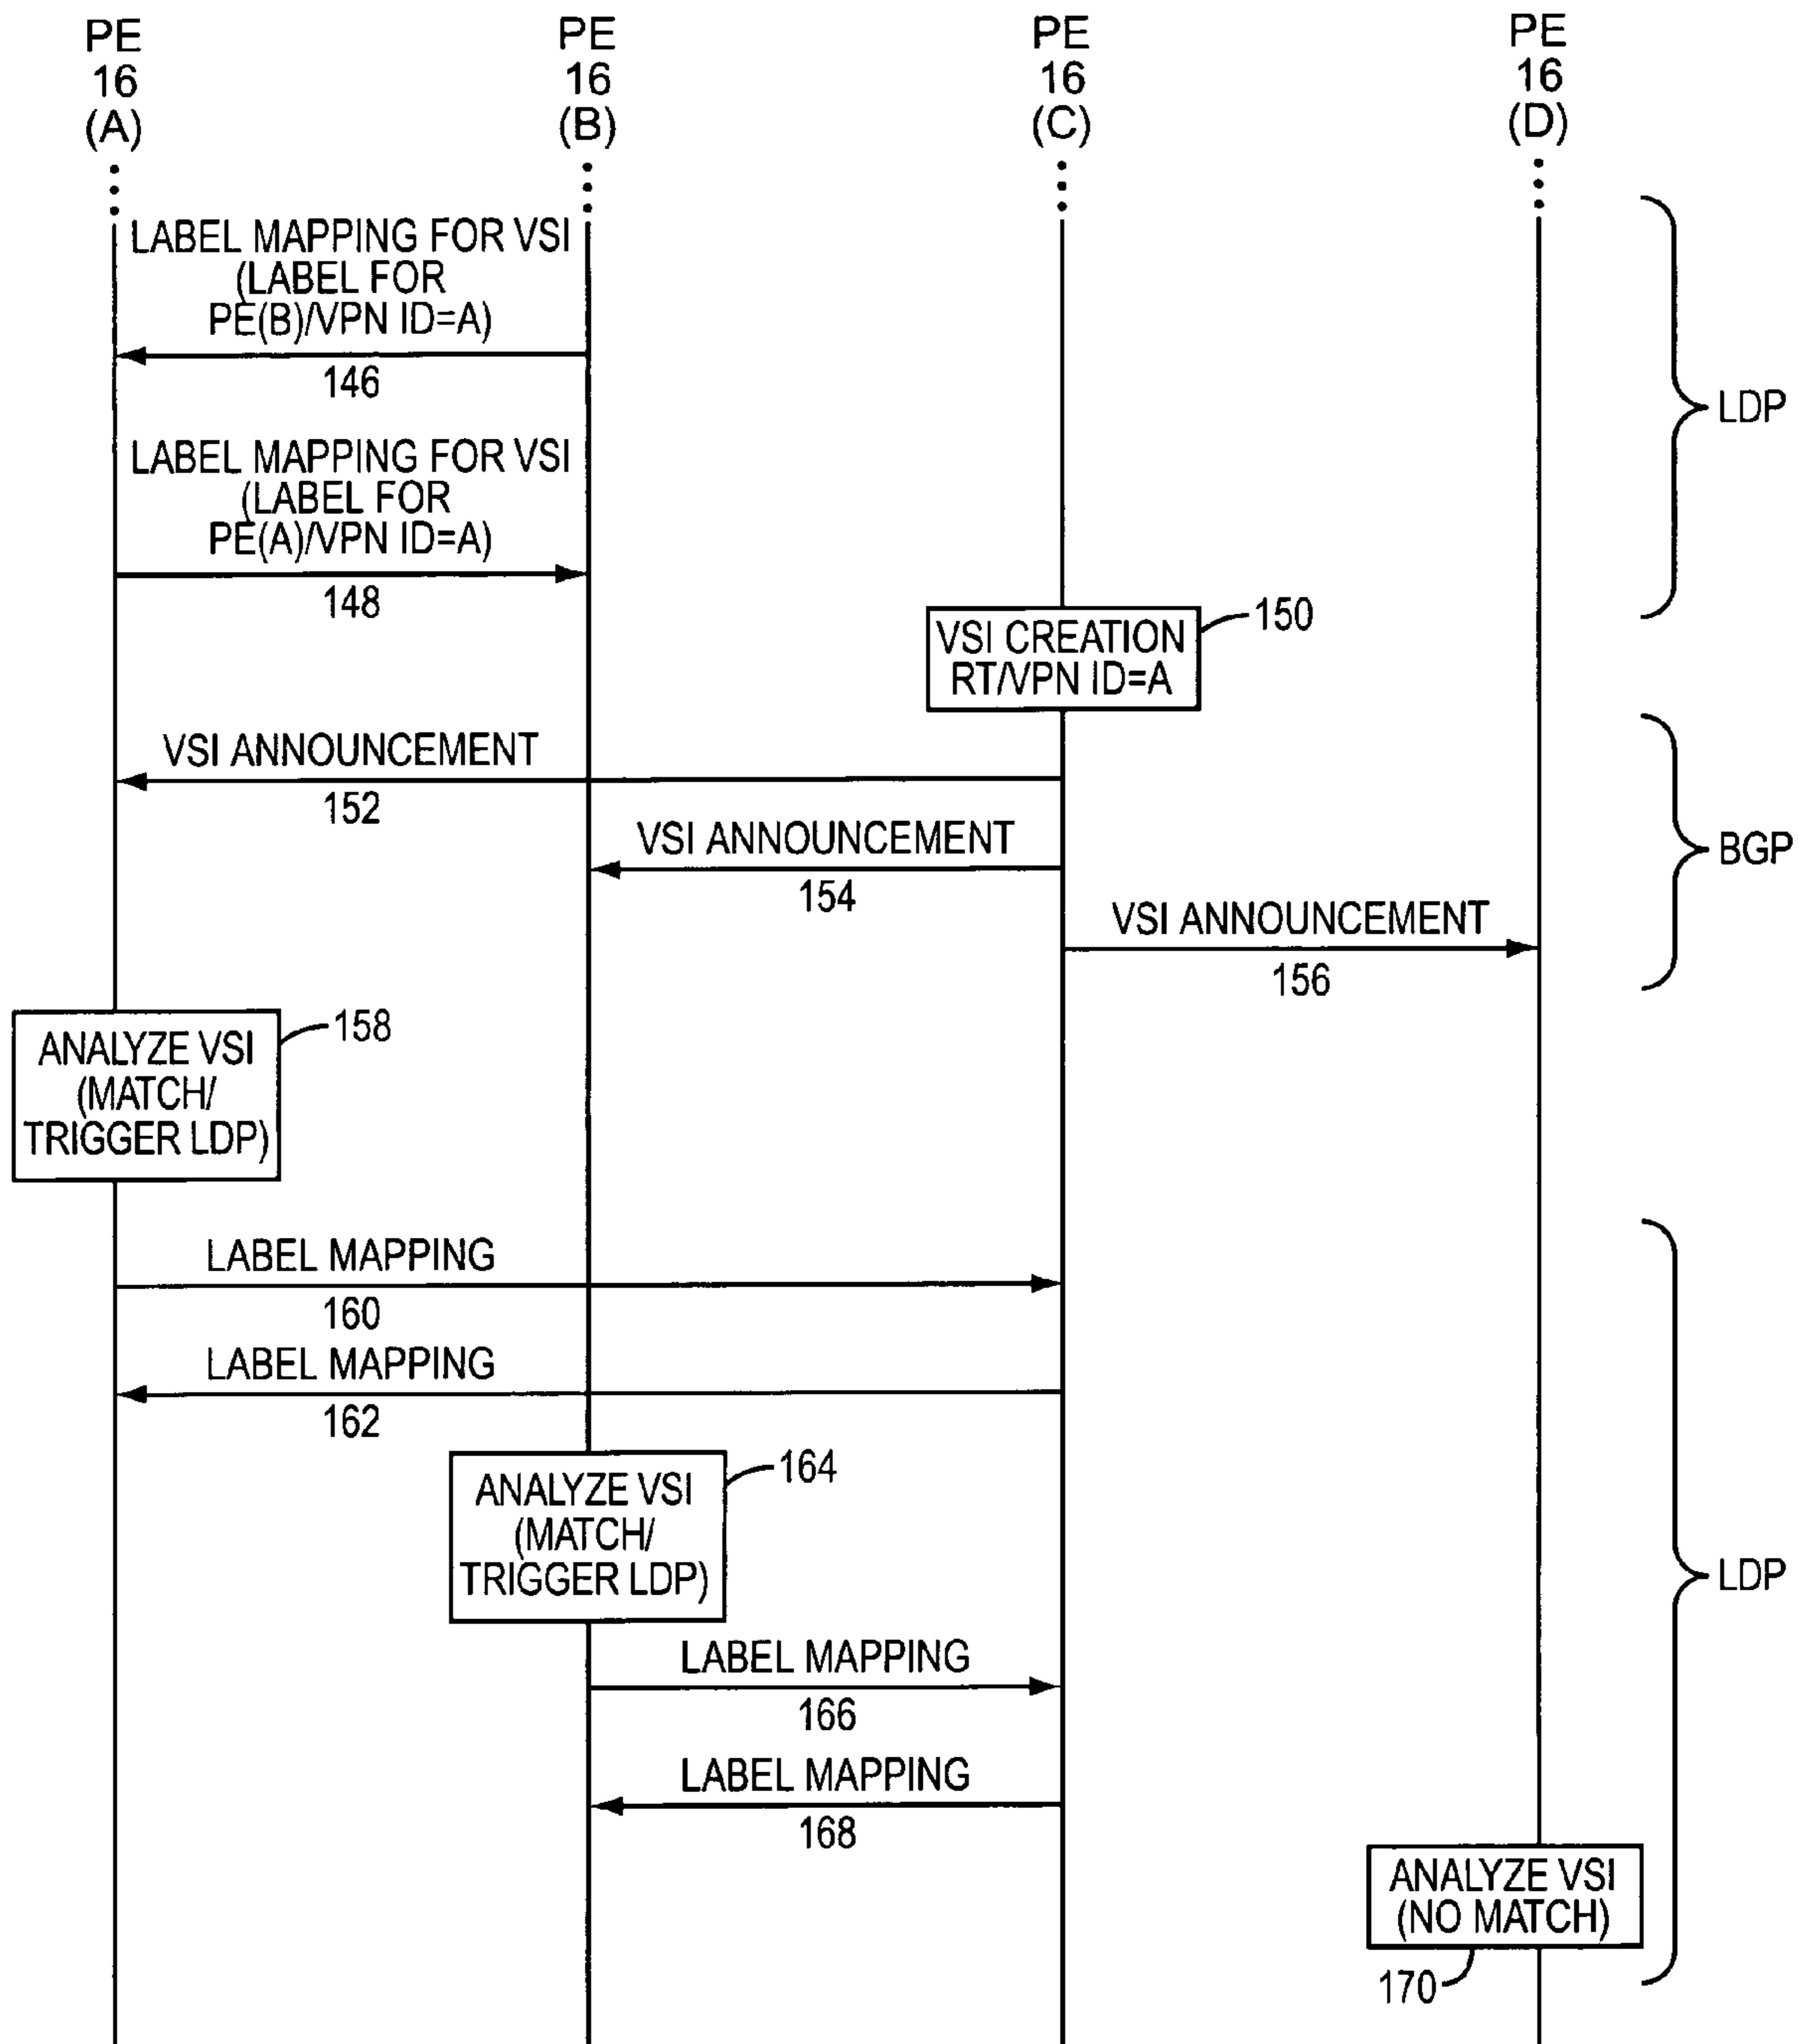 PE
16
(A)
PE
16
(B)
PE
16
(C)
PE
16
(D)
LABEL MAPPING FOR VSI
(LABEL FOR
PE(B)/VPN ID=A)
146
LDP
LABEL MAPPING FOR VSI
(LABEL FOR
PE(A)/VPN ID=A)
148
VSI CREATION
RT/VPN ID=A
150
VSI ANNOUNCEMENT
152
VSI ANNOUNCEMENT
154
BGP
VSI ANNOUNCEMENT
156
ANALYZE VSI
(MATCH/
TRIGGER LDP)
158
LABEL MAPPING
160
LABEL MAPPING
162
ANALYZE VSI
(MATCH/
TRIGGER LDP)
164
LDP
LABEL MAPPING
166
LABEL MAPPING
168
ANALYZE VSI
(NO MATCH)
170